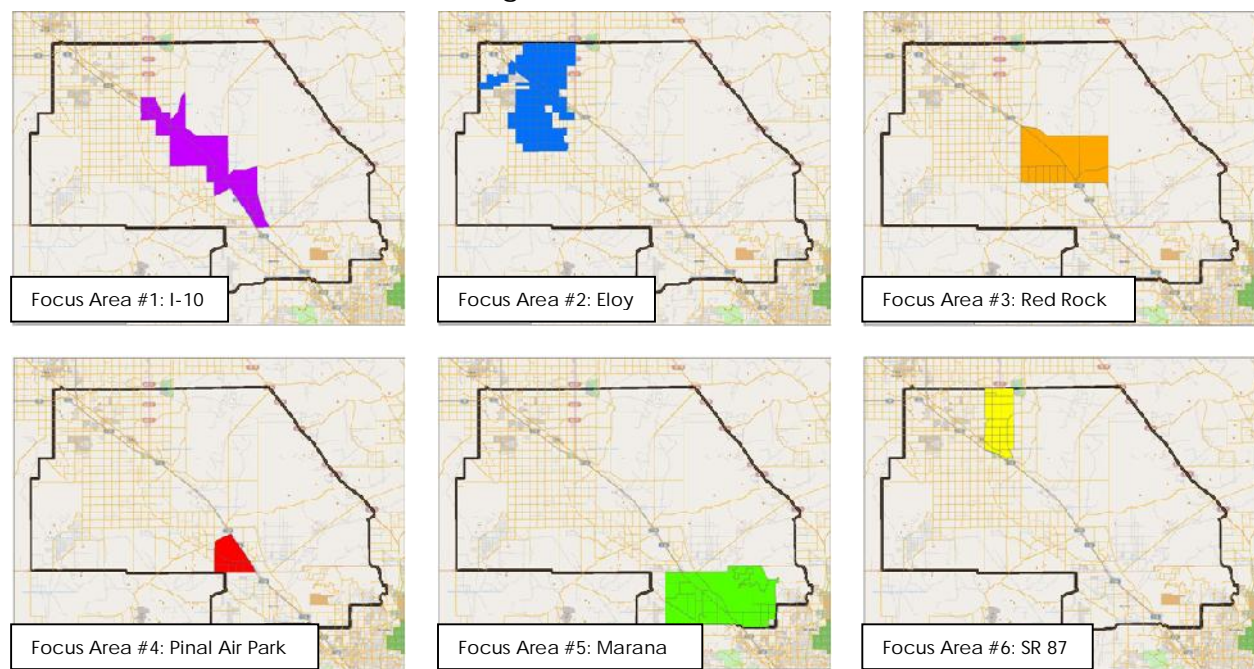 Focus Area #1: I-10
Focus Area #2: Eloy
Focus Area #3: Red Rock
Focus Area #4: Pinal Air Park
Focus Area #5: Marana
Focus Area #6: SR 87